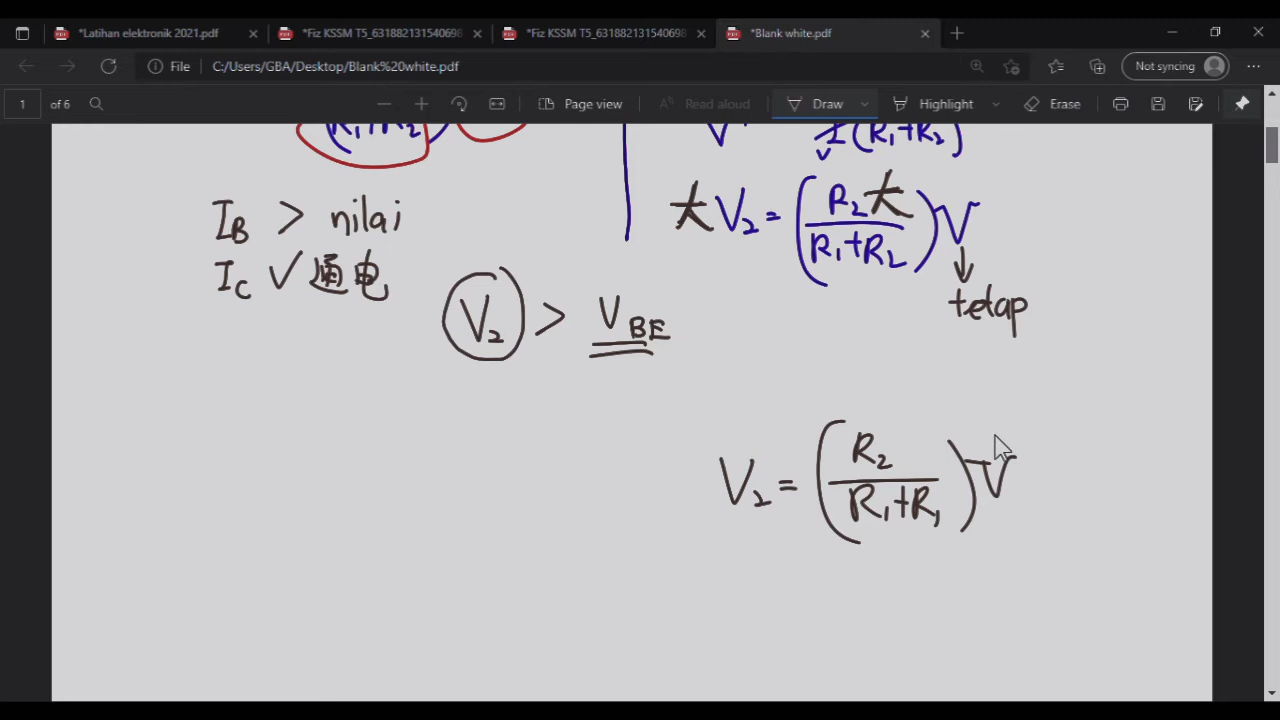 *Latihan elektronik 2021.pdf
*Fiz KSSM T5_631882131540698
*Fiz KSSM T5_631882131540698
*Blank white.pdf
File
C:/Users/GBA/Desktop/Blank%20white.pdf
Not syncing
1
of 6
Page view
Read aloud
Draw
Highlight
Erase
(R₁+R₂)
V
I(R₁+R₂)
V
I_B > nilai
大V₂ = (R₂大 / R₁+R₂) V
I_C ✓ 通电
tetap
V₂ > V_BE
V₂ = (R₂ / R₁+R₁) V